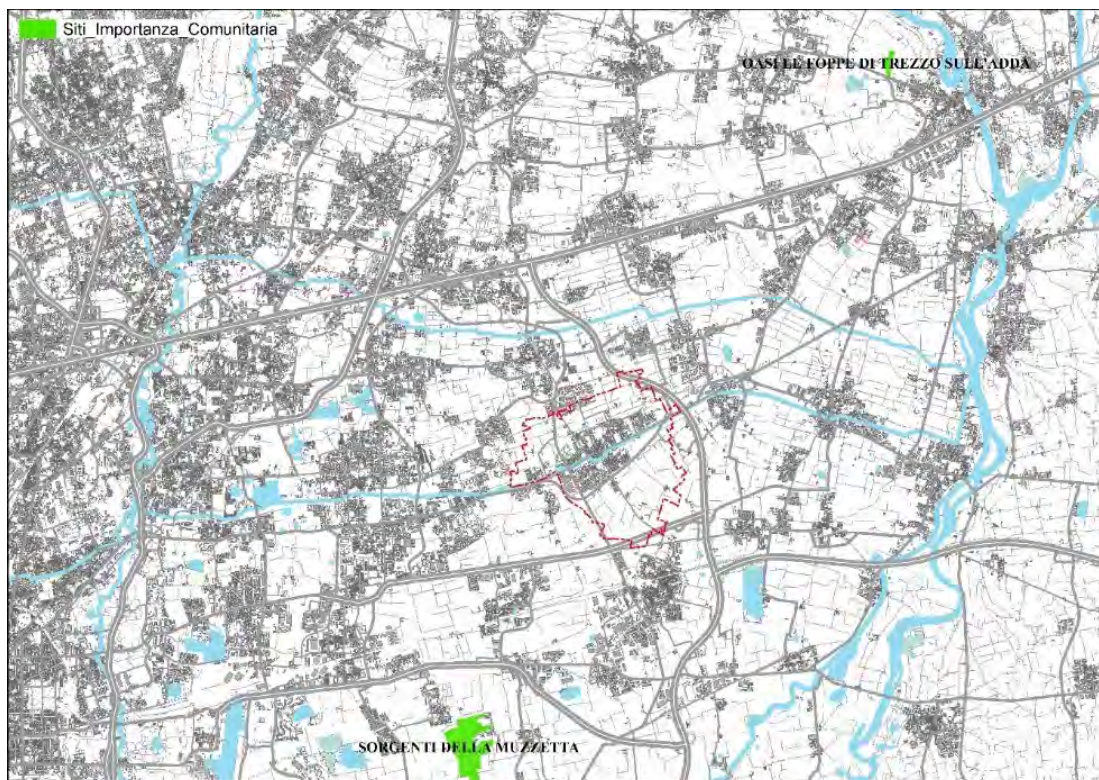 Siti_Importanza_Comunitaria
OASI LE FOPPE DI TREZZO SULL'ADDA
SORGENTI DELLA MUZZETTA